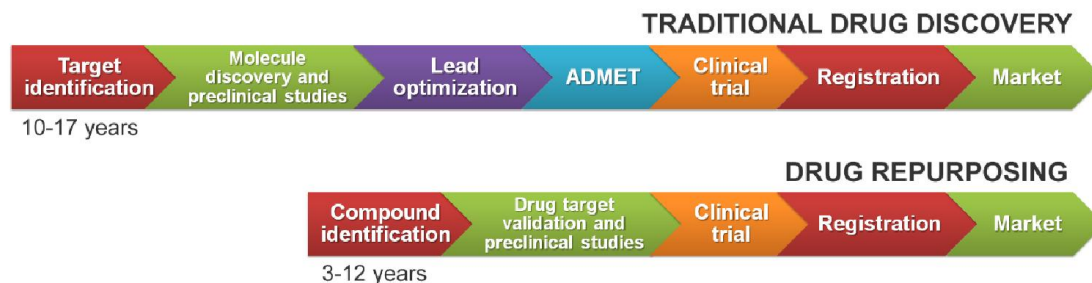 TRADITIONAL DRUG DISCOVERY
Target
identification
Molecule
discovery and
preclinical studies
Lead
optimization
ADMET
Clinical
trial
Registration
Market
10-17 years
DRUG REPURPOSING
Compound
identification
Drug target
validation and
preclinical studies
Clinical
trial
Registration
Market
3-12 years